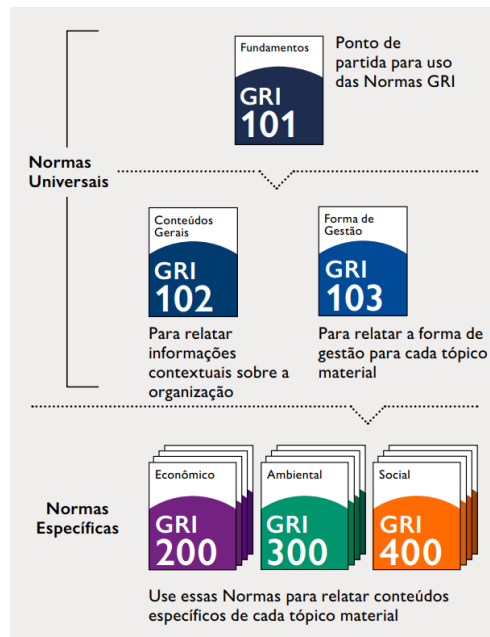 Fundamentos
GRI
101
Ponto de
partida para uso
das Normas GRI
Normas
Universais
Conteúdos
Gerais
GRI
102
Forma de
Gestão
GRI
103
Para relatar
informações
contextuais sobre a
organização
Para relatar a forma de
gestão para cada tópico
material
Normas
Específicas
Econômico
GRI
200
Ambiental
GRI
300
Social
GRI
400
Use essas Normas para relatar conteúdos
específicos de cada tópico material